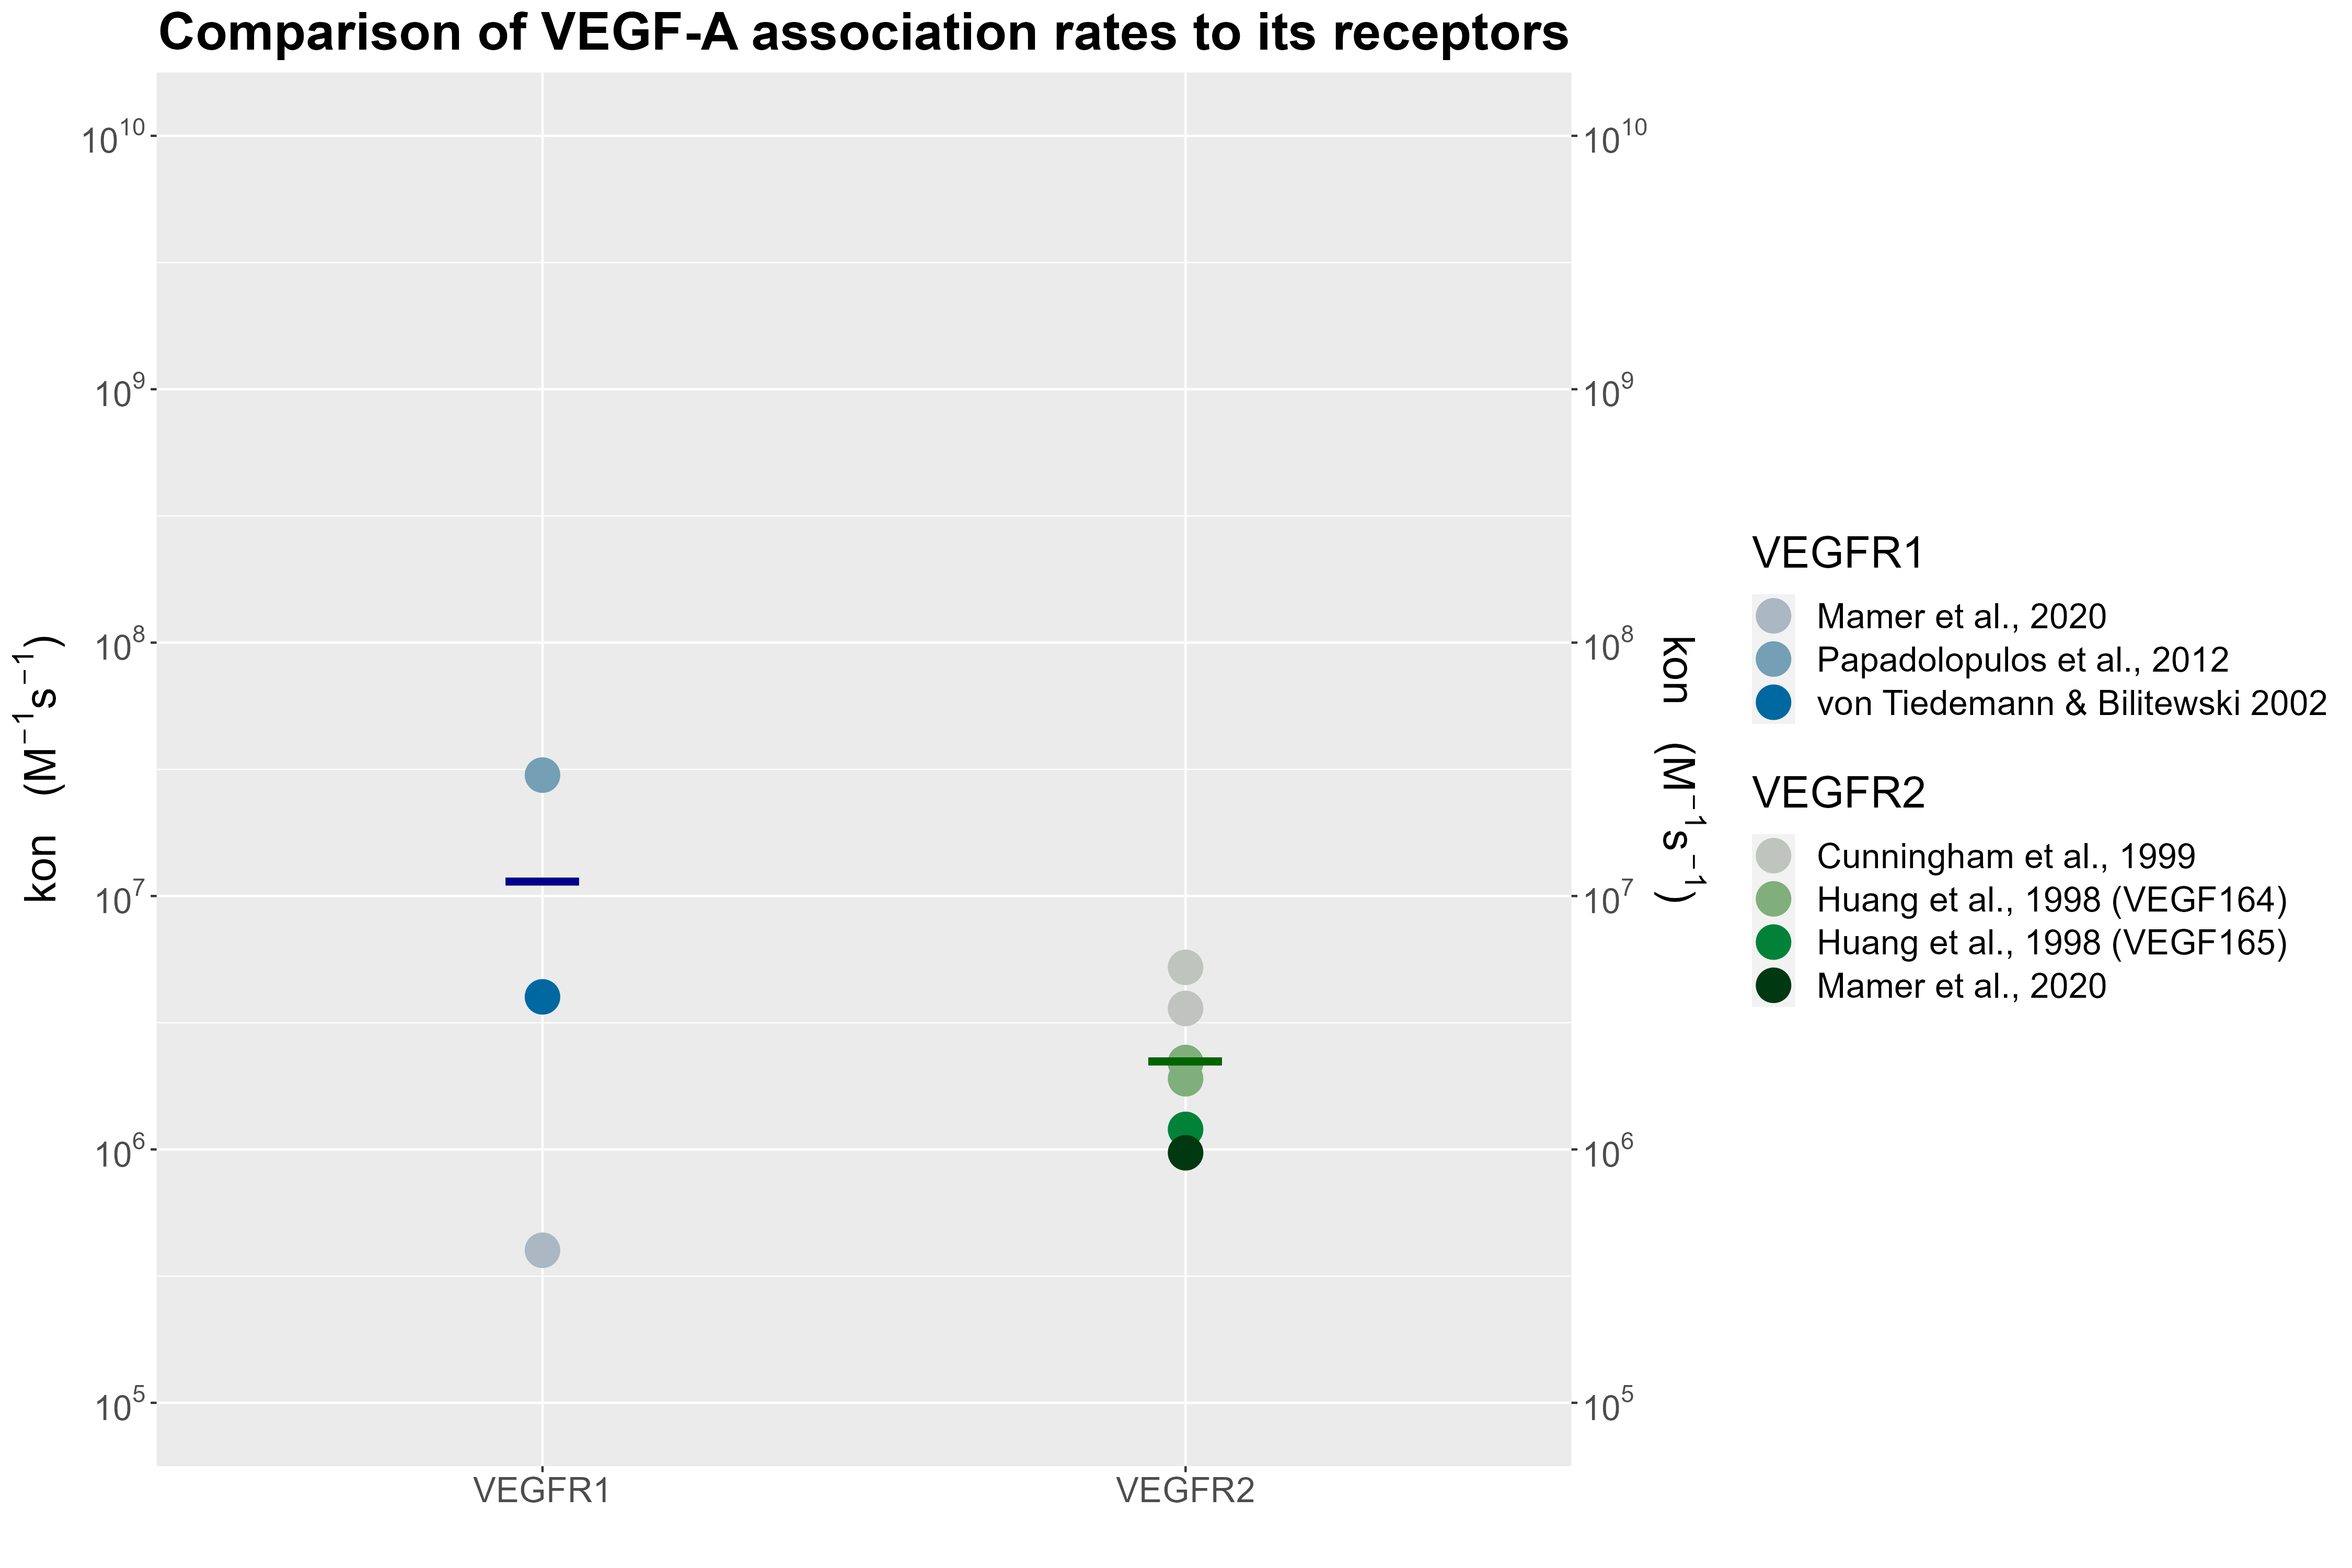 Comparison of VEGF-A association rates to its receptors
10^10
10^9
10^8
10^7
10^6
10^5
kon (M^−1s^−1)
VEGFR1
VEGFR2
10^10
10^9
10^8
10^7
10^6
10^5
kon (M^−1s^−1)
VEGFR1
Mamer et al., 2020
Papadolopulos et al., 2012
von Tiedemann & Bilitewski 2002
VEGFR2
Cunningham et al., 1999
Huang et al., 1998 (VEGF164)
Huang et al., 1998 (VEGF165)
Mamer et al., 2020